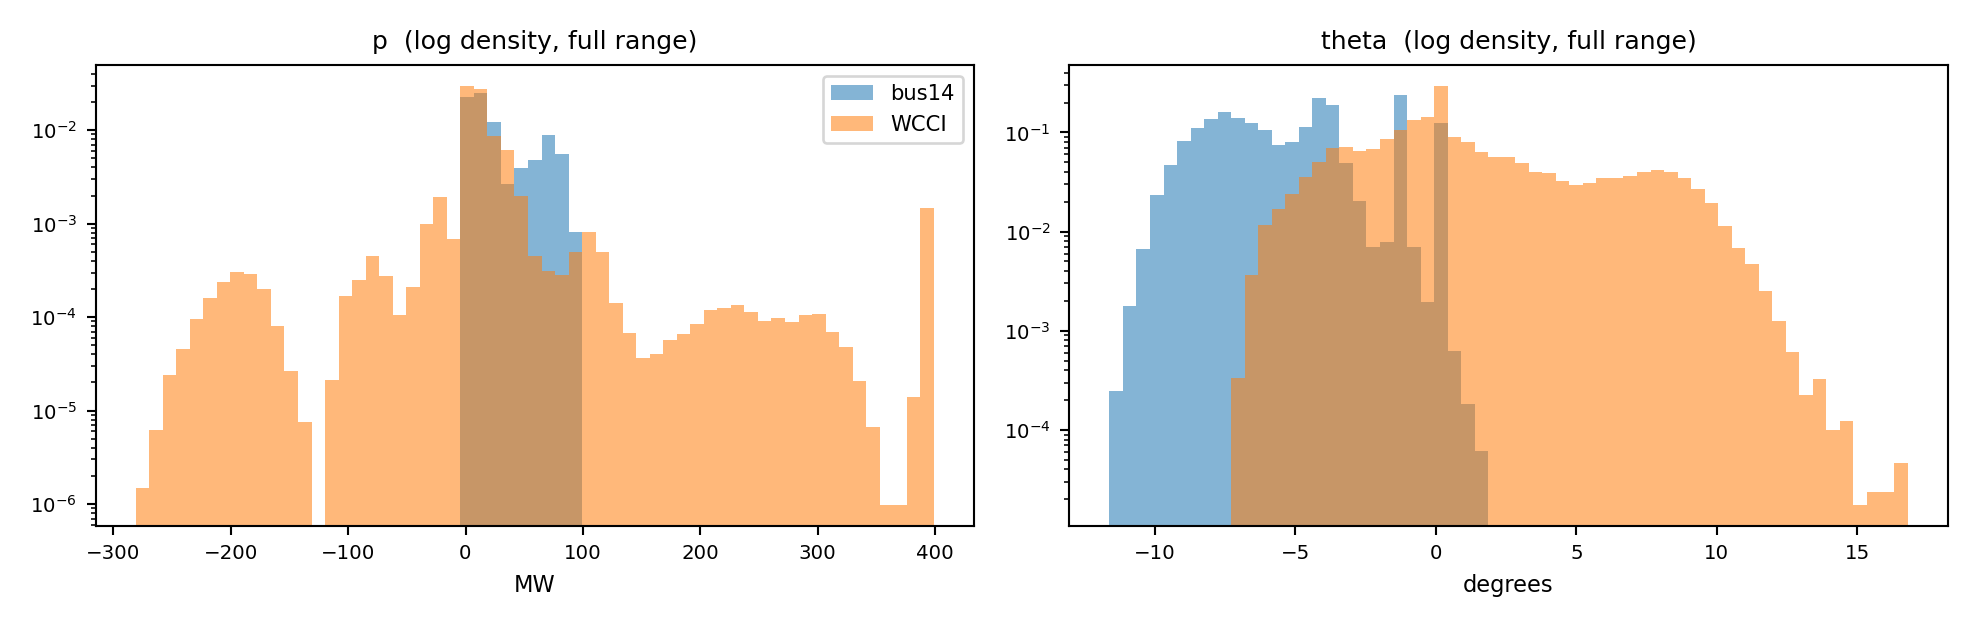 p  (log density, full range)
10⁻²
10⁻³
10⁻⁴
10⁻⁵
10⁻⁶
−300 −200 −100 0 100 200 300 400
MW
bus14
WCCI
theta  (log density, full range)
10⁻¹
10⁻²
10⁻³
10⁻⁴
−10 −5 0 5 10 15
degrees